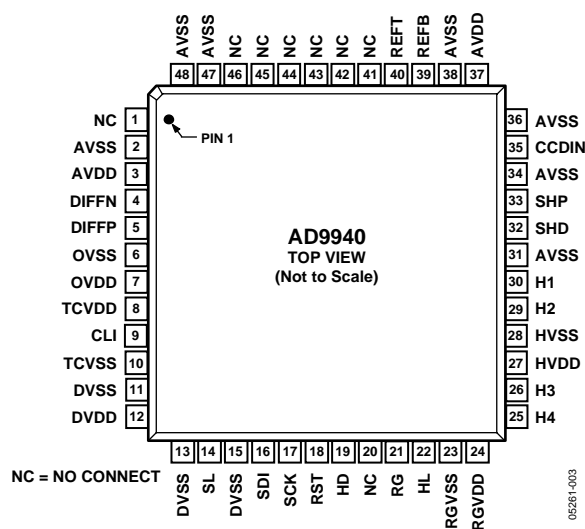 AVSS AVSS NC NC NC NC NC NC REFT REFB AVSS AVDD
48 47 46 45 44 43 42 41 40 39 38 37
NC 1
AVSS 2
AVDD 3
DIFFN 4
DIFFP 5
OVSS 6
OVDD 7
TCVDD 8
CLI 9
TCVSS 10
DVSS 11
DVDD 12
PIN 1
AD9940
TOP VIEW
(Not to Scale)
36 AVSS
35 CCDIN
34 AVSS
33 SHP
32 SHD
31 AVSS
30 H1
29 H2
28 HVSS
27 HVDD
26 H3
25 H4
13 14 15 16 17 18 19 20 21 22 23 24
DVSS SL DVSS SDI SCK RST HD NC RG HL RGVSS RGVDD
NC = NO CONNECT
05261-003